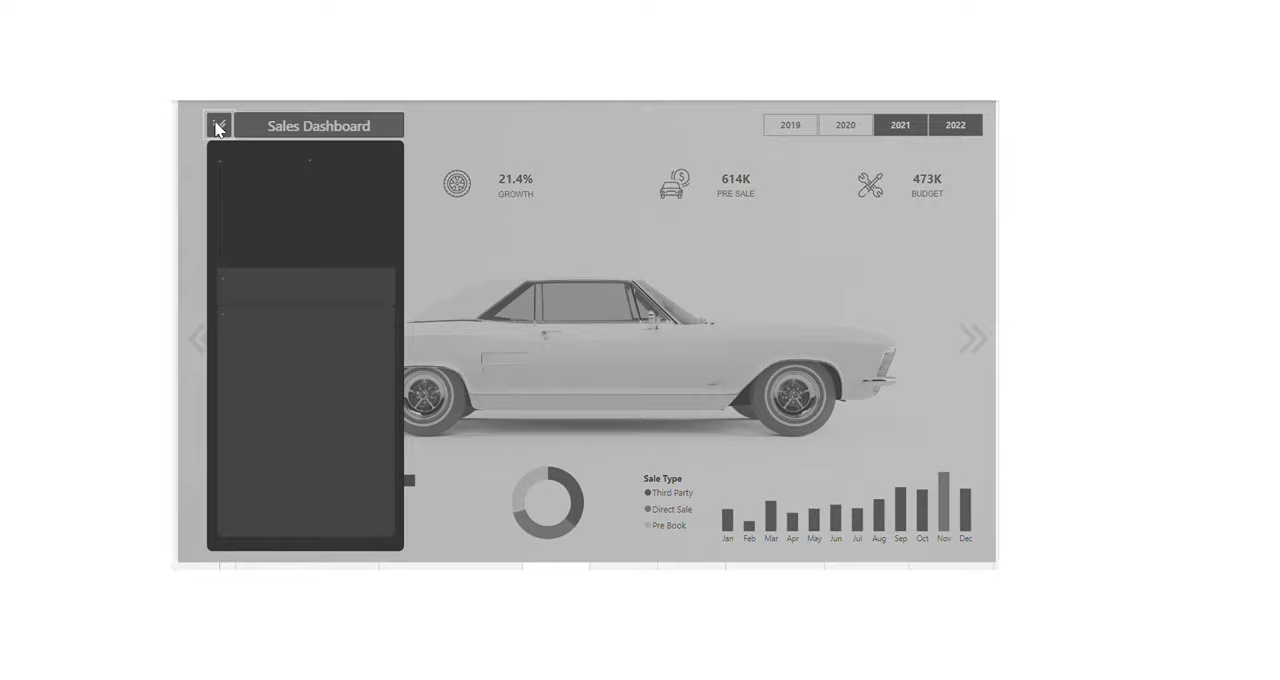 Sales Dashboard
2019 2020 2021 2022
21.4%
GROWTH
614K
PRE SALE
473K
BUDGET
Sale Type
Third Party
Direct Sale
Pre Book
Jan Feb Mar Apr May Jun Jul Aug Sep Oct Nov Dec